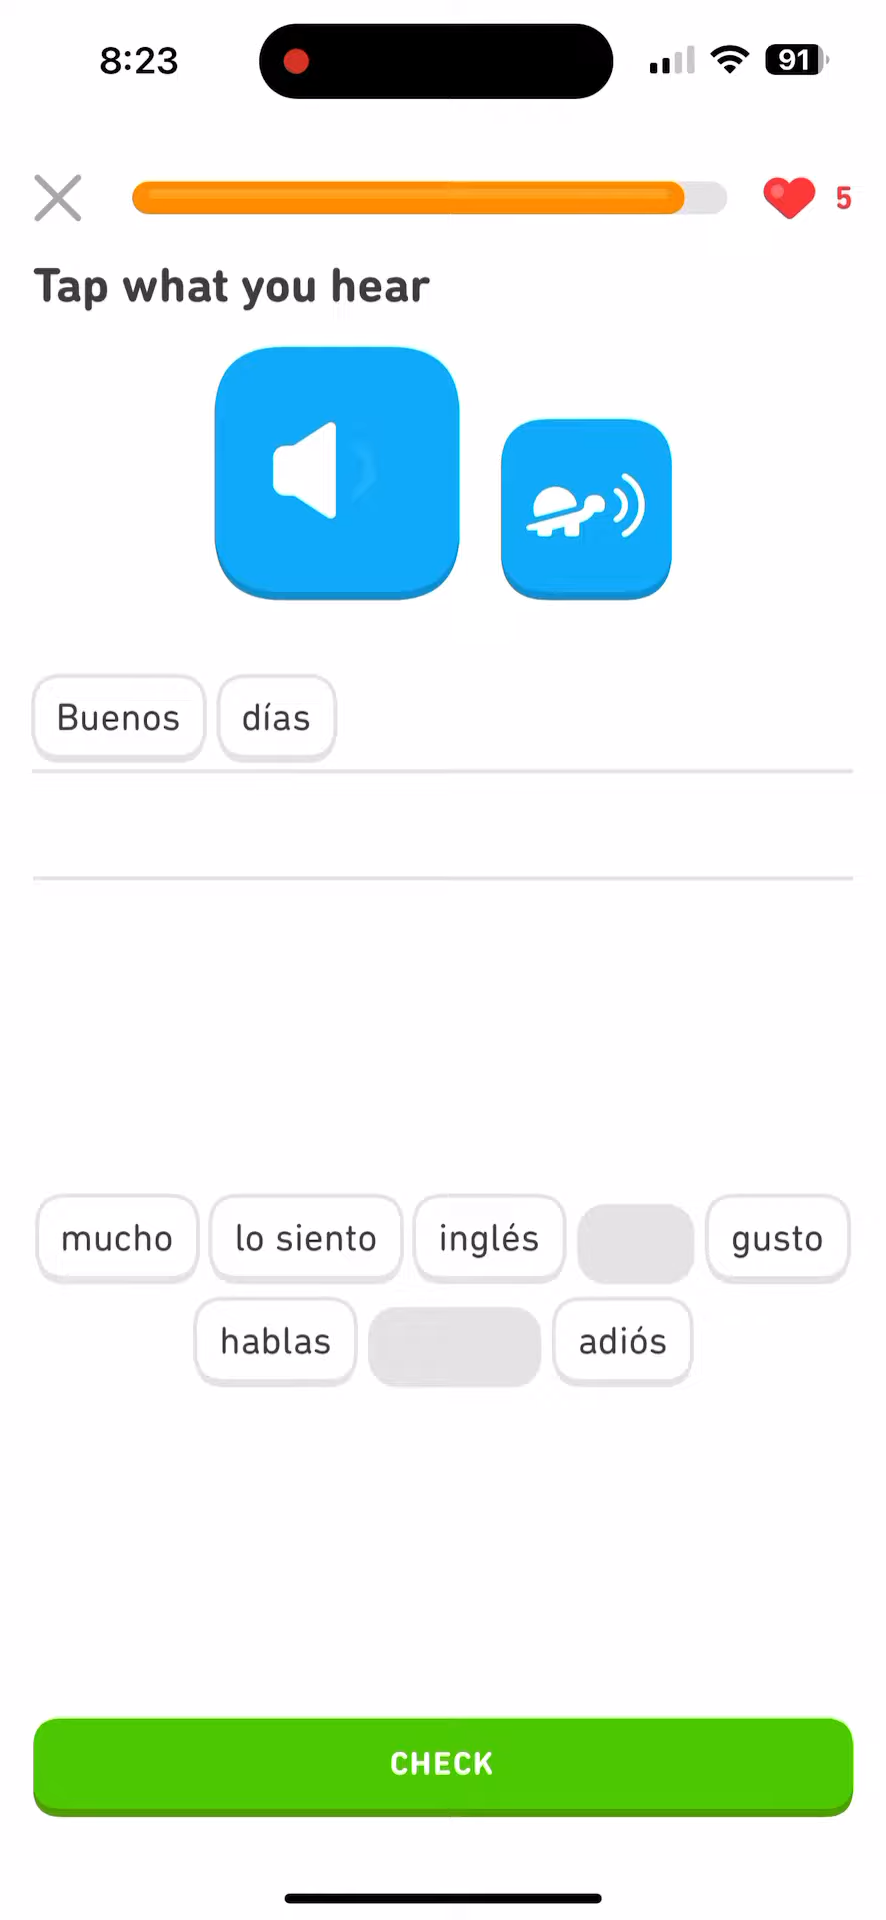 8:23
91
5
Tap what you hear
Buenos días
mucho lo siento inglés gusto
hablas adiós
CHECK